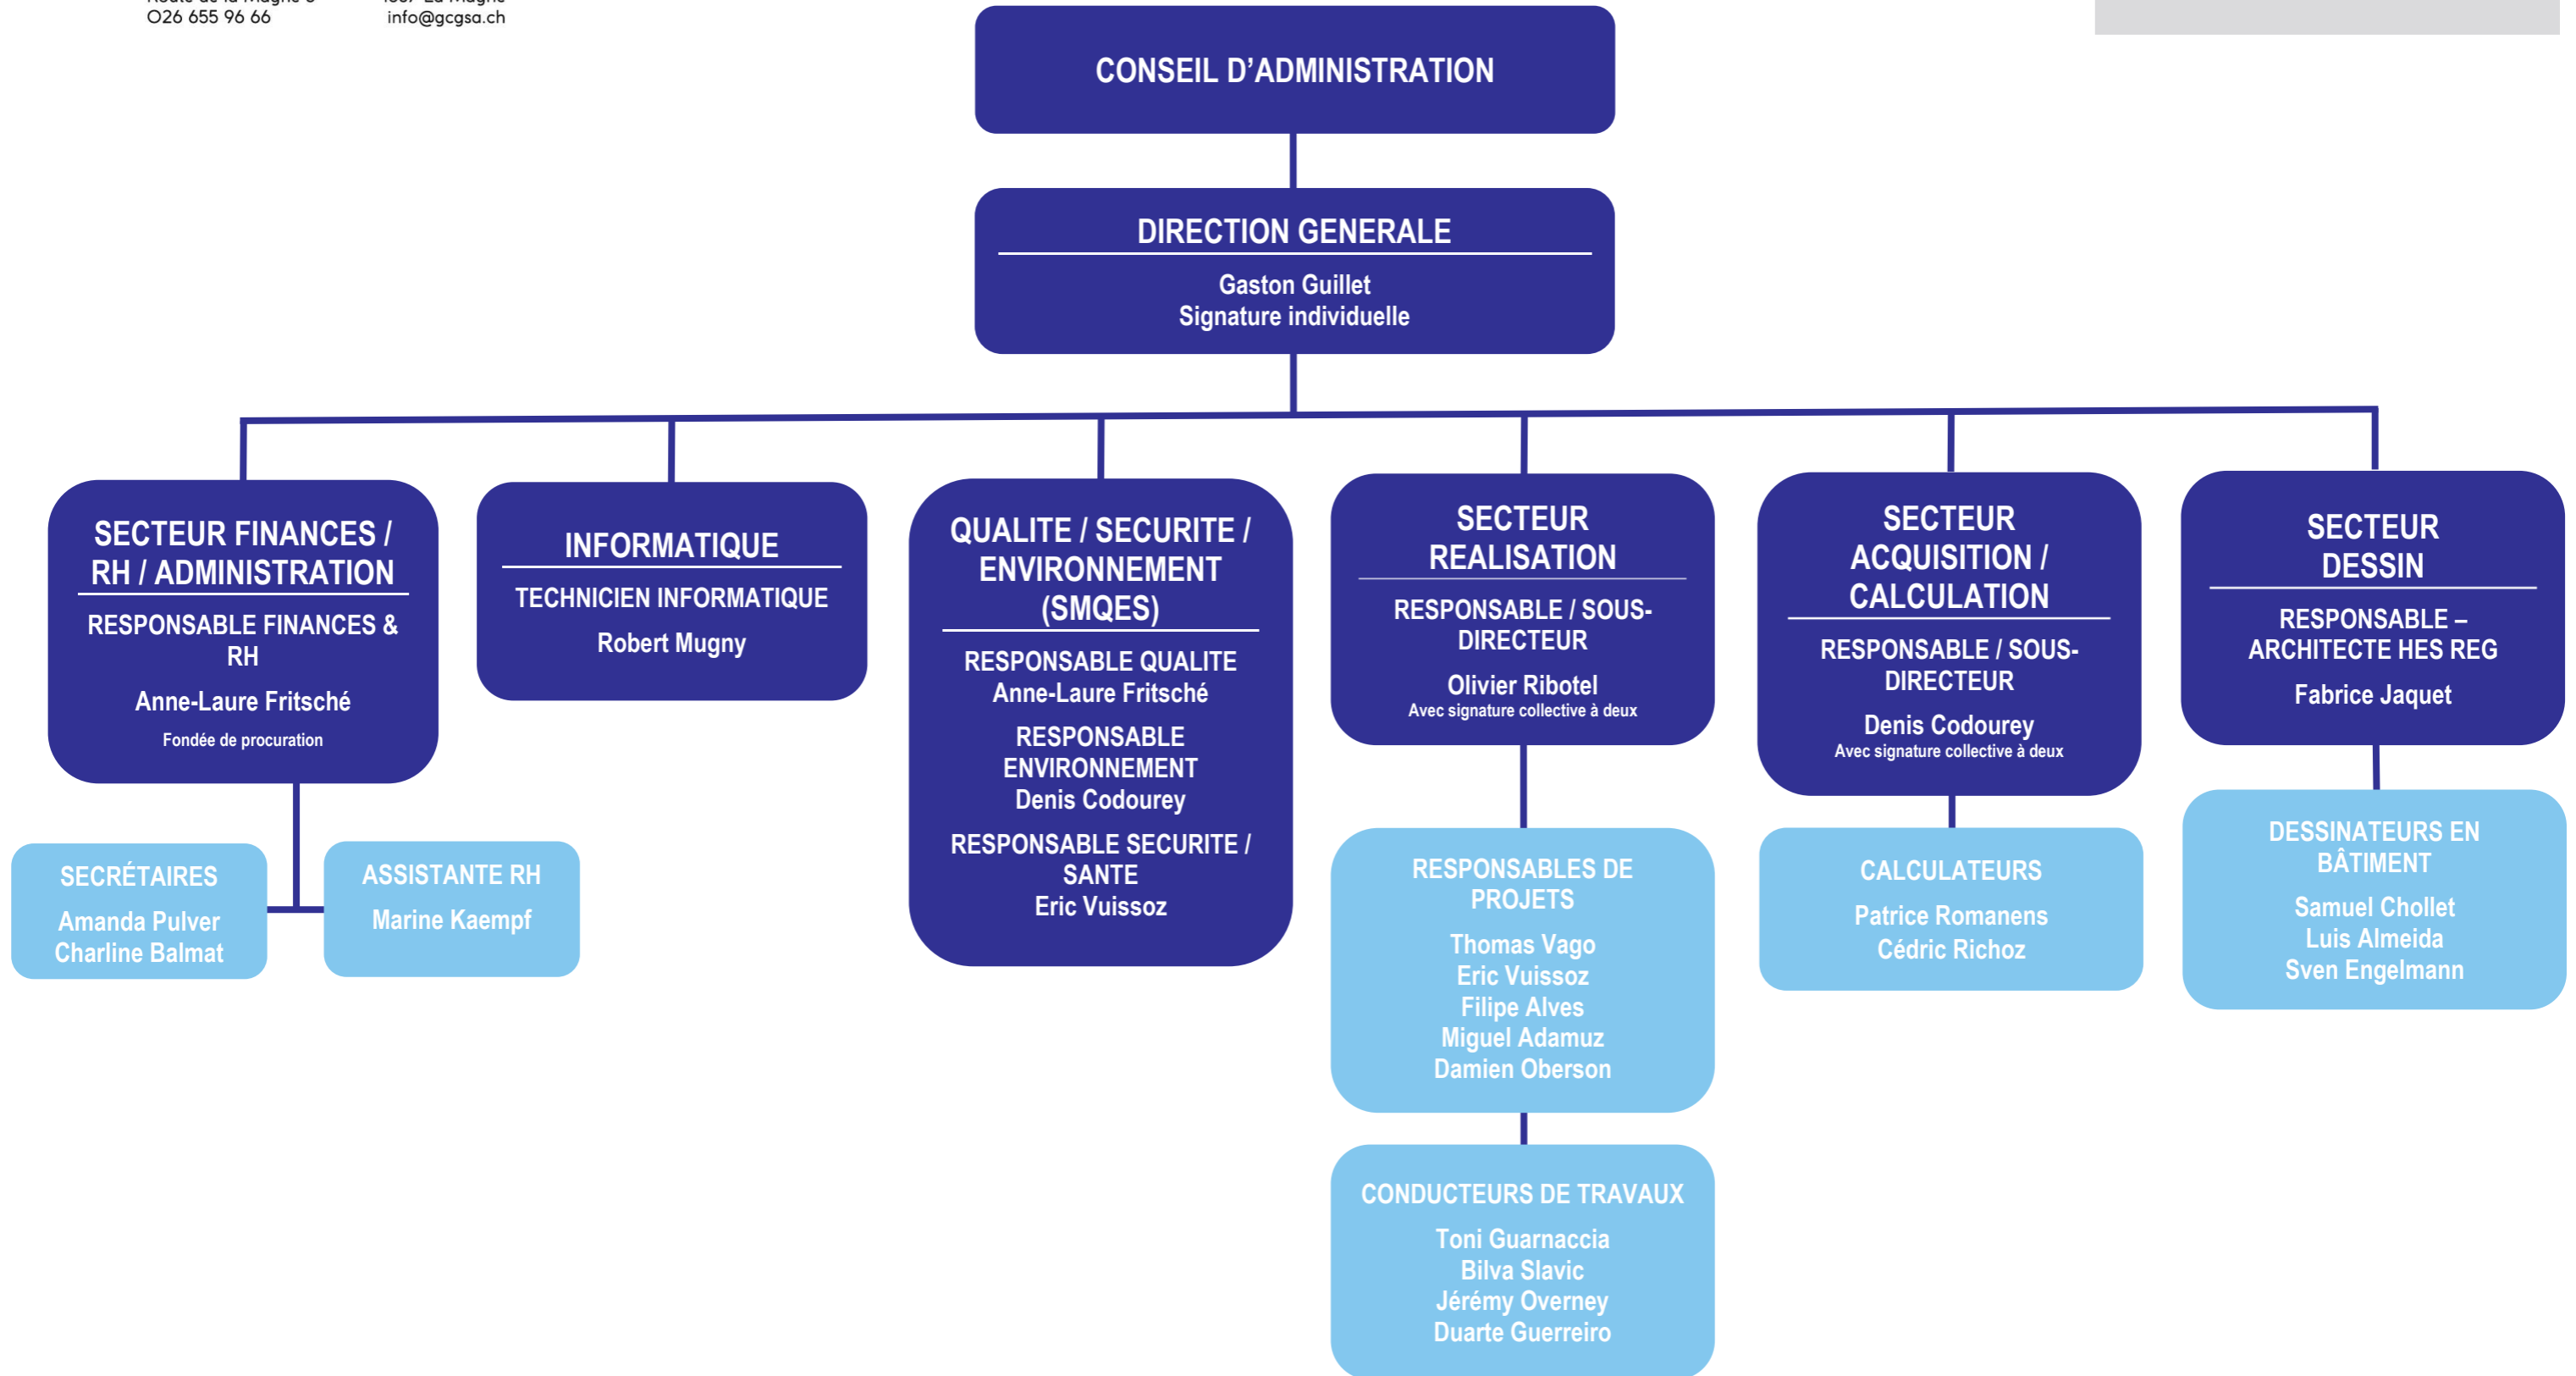 O26 655 96 66
info@gcgsa.ch
CONSEIL D’ADMINISTRATION
DIRECTION GENERALE
Gaston Guillet
Signature individuelle
SECTEUR FINANCES /
RH / ADMINISTRATION
RESPONSABLE FINANCES &
RH
Anne-Laure Fritsché
Fondée de procuration
SECRÉTAIRES
Amanda Pulver
Charline Balmat
ASSISTANTE RH
Marine Kaempf
INFORMATIQUE
TECHNICIEN INFORMATIQUE
Robert Mugny
QUALITE / SECURITE /
ENVIRONNEMENT
(SMQES)
RESPONSABLE QUALITE
Anne-Laure Fritsché
RESPONSABLE
ENVIRONNEMENT
Denis Codourey
RESPONSABLE SECURITE /
SANTE
Eric Vuissoz
SECTEUR
REALISATION
RESPONSABLE / SOUS-
DIRECTEUR
Olivier Ribotel
Avec signature collective à deux
RESPONSABLES DE
PROJETS
Thomas Vago
Eric Vuissoz
Filipe Alves
Miguel Adamuz
Damien Oberson
CONDUCTEURS DE TRAVAUX
Toni Guarnaccia
Bilva Slavic
Jérémy Overney
Duarte Guerreiro
SECTEUR
ACQUISITION /
CALCULATION
RESPONSABLE / SOUS-
DIRECTEUR
Denis Codourey
Avec signature collective à deux
CALCULATEURS
Patrice Romanens
Cédric Richoz
SECTEUR
DESSIN
RESPONSABLE –
ARCHITECTE HES REG
Fabrice Jaquet
DESSINATEURS EN
BÂTIMENT
Samuel Chollet
Luis Almeida
Sven Engelmann